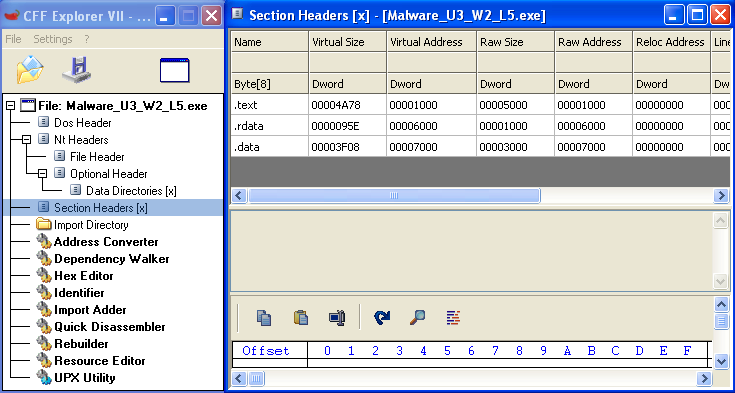 CFF Explorer VII - ...
File Settings ?
File: Malware_U3_W2_L5.exe
Dos Header
Nt Headers
File Header
Optional Header
Data Directories [x]
Section Headers [x]
Import Directory
Address Converter
Dependency Walker
Hex Editor
Identifier
Import Adder
Quick Disassembler
Rebuilder
Resource Editor
UPX Utility
Section Headers [x] - [Malware_U3_W2_L5.exe]
Name Virtual Size Virtual Address Raw Size Raw Address Reloc Address Line
Byte[8] Dword Dword Dword Dword Dword Dwo
.text 00004A78 00001000 00005000 00001000 00000000 000
.rdata 0000095E 00006000 00001000 00006000 00000000 000
.data 00003F08 00007000 00003000 00007000 00000000 000
Offset 0 1 2 3 4 5 6 7 8 9 A B C D E F